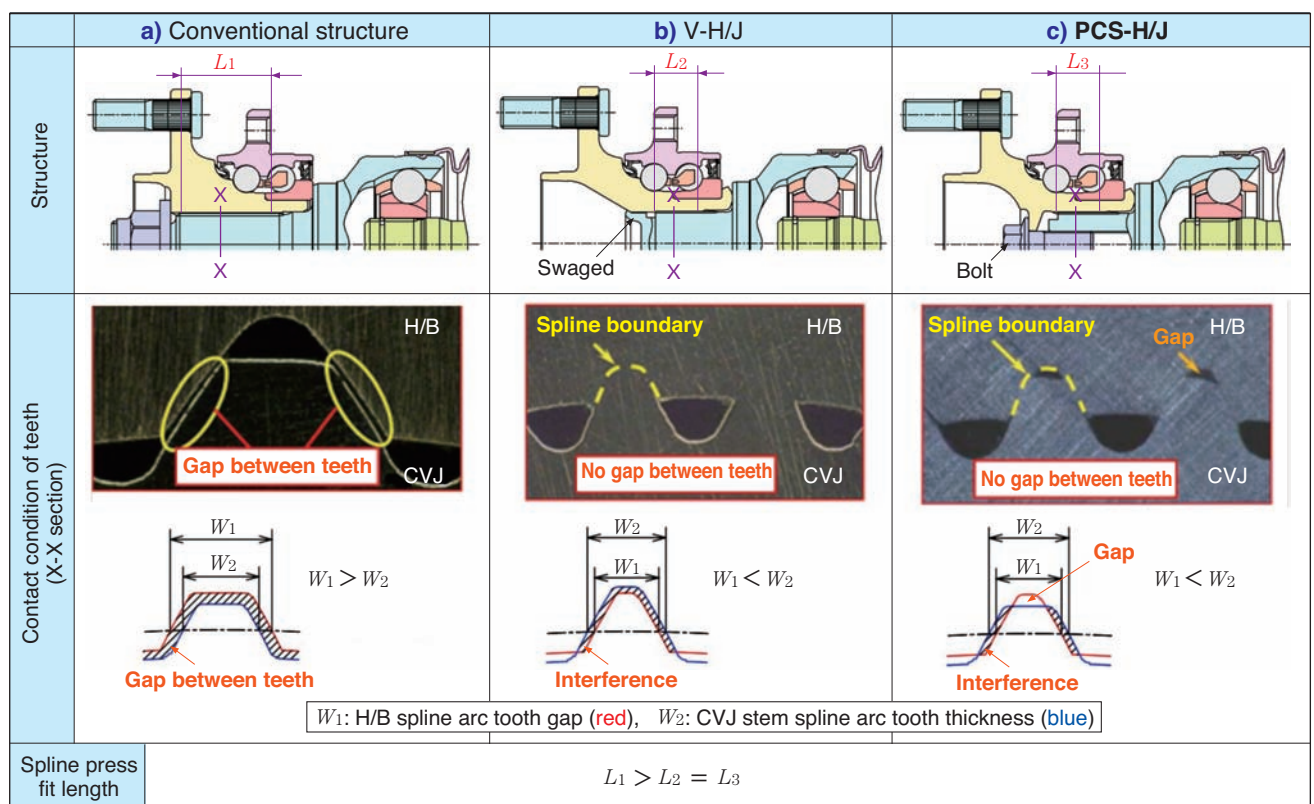 a) Conventional structure
b) V-H/J
c) PCS-H/J
Structure
L1
X
X
L2
X
X
Swaged
L3
X
X
Bolt
Contact condition of teeth
(X-X section)
H/B
Gap between teeth
CVJ
Spline boundary
H/B
No gap between teeth
CVJ
Spline boundary
H/B
Gap
No gap between teeth
CVJ
W1
W2
W1 > W2
Gap between teeth
W2
W1
W1 < W2
Interference
W2
Gap
W1
W1 < W2
Interference
W1: H/B spline arc tooth gap (red), W2: CVJ stem spline arc tooth thickness (blue)
Spline press
fit length
L1 > L2 = L3